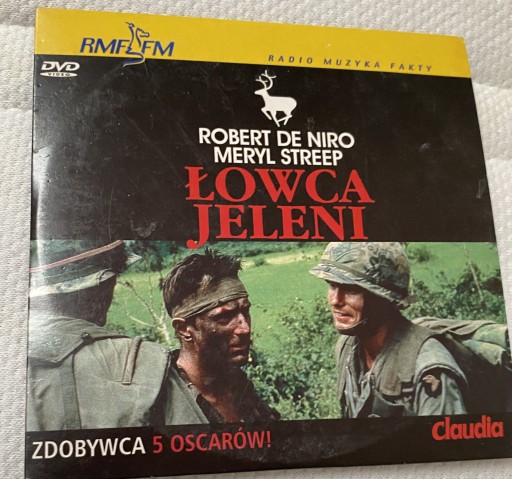 RMF FM
RADIO MUZYKA FAKTY
DVD
VIDEO
ROBERT DE NIRO
MERYL STREEP
ŁOWCA
JELENI
ZDOBYWCA 5 OSCARÓW!
Claudia